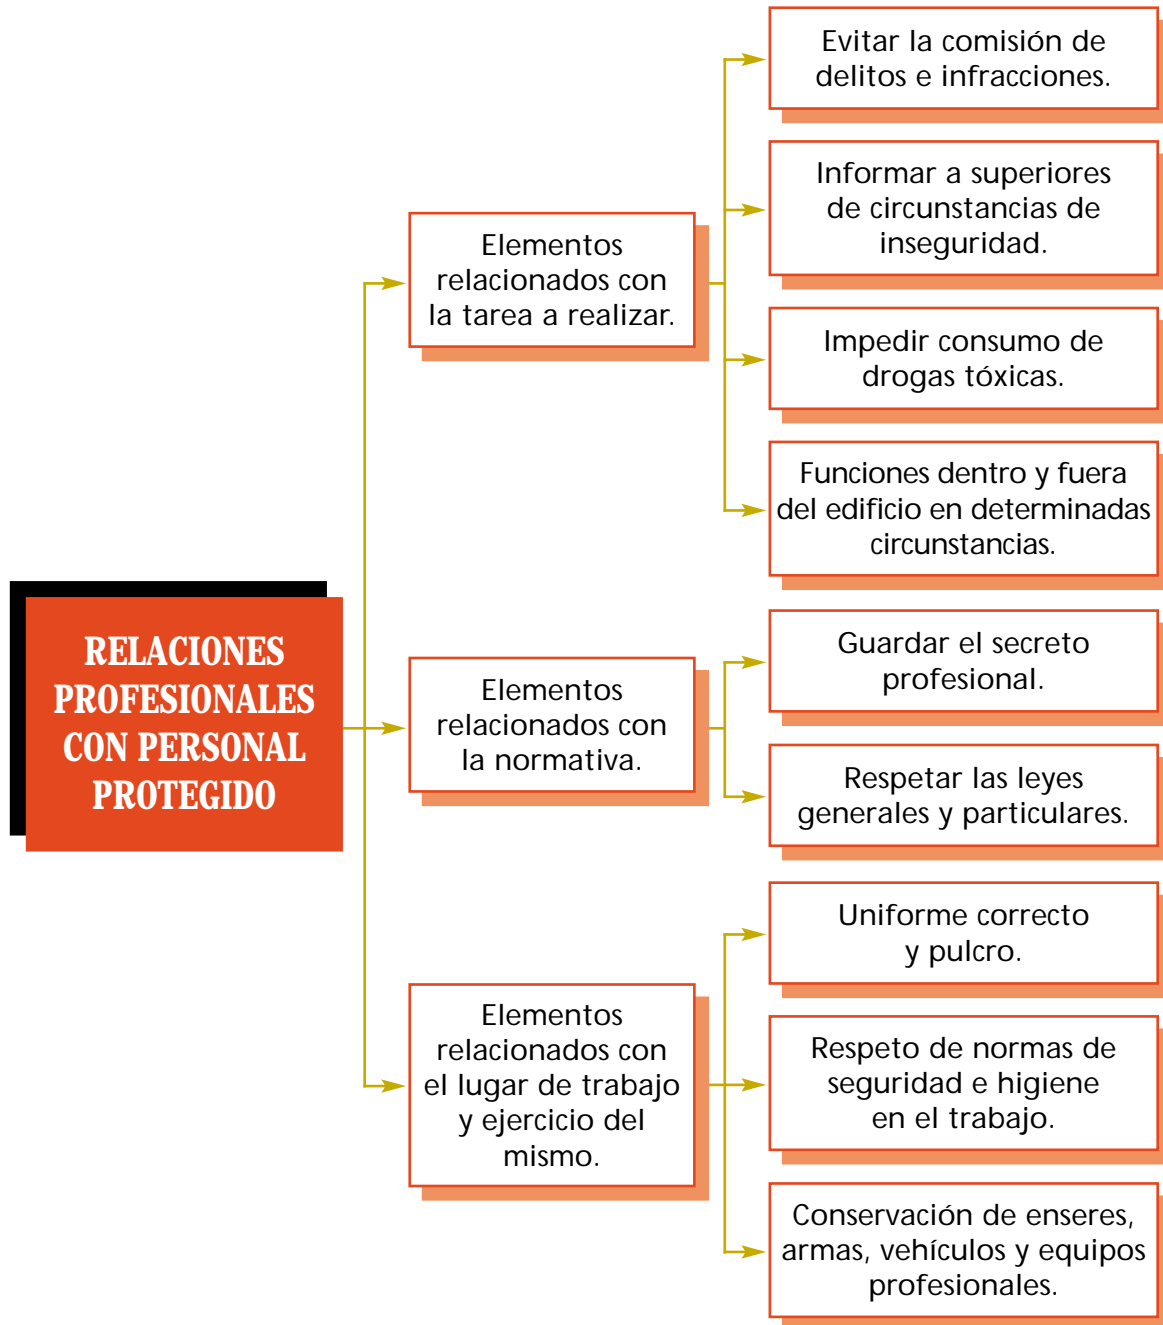 RELACIONES
PROFESIONALES
CON PERSONAL
PROTEGIDO
Elementos
relacionados con
la tarea a realizar.
Evitar la comisión de
delitos e infracciones.
Informar a superiores
de circunstancias de
inseguridad.
Impedir consumo de
drogas tóxicas.
Funciones dentro y fuera
del edificio en determinadas
circunstancias.
Elementos
relacionados con
la normativa.
Guardar el secreto
profesional.
Respetar las leyes
generales y particulares.
Elementos
relacionados con
el lugar de trabajo
y ejercicio del
mismo.
Uniforme correcto
y pulcro.
Respeto de normas de
seguridad e higiene
en el trabajo.
Conservación de enseres,
armas, vehículos y equipos
profesionales.